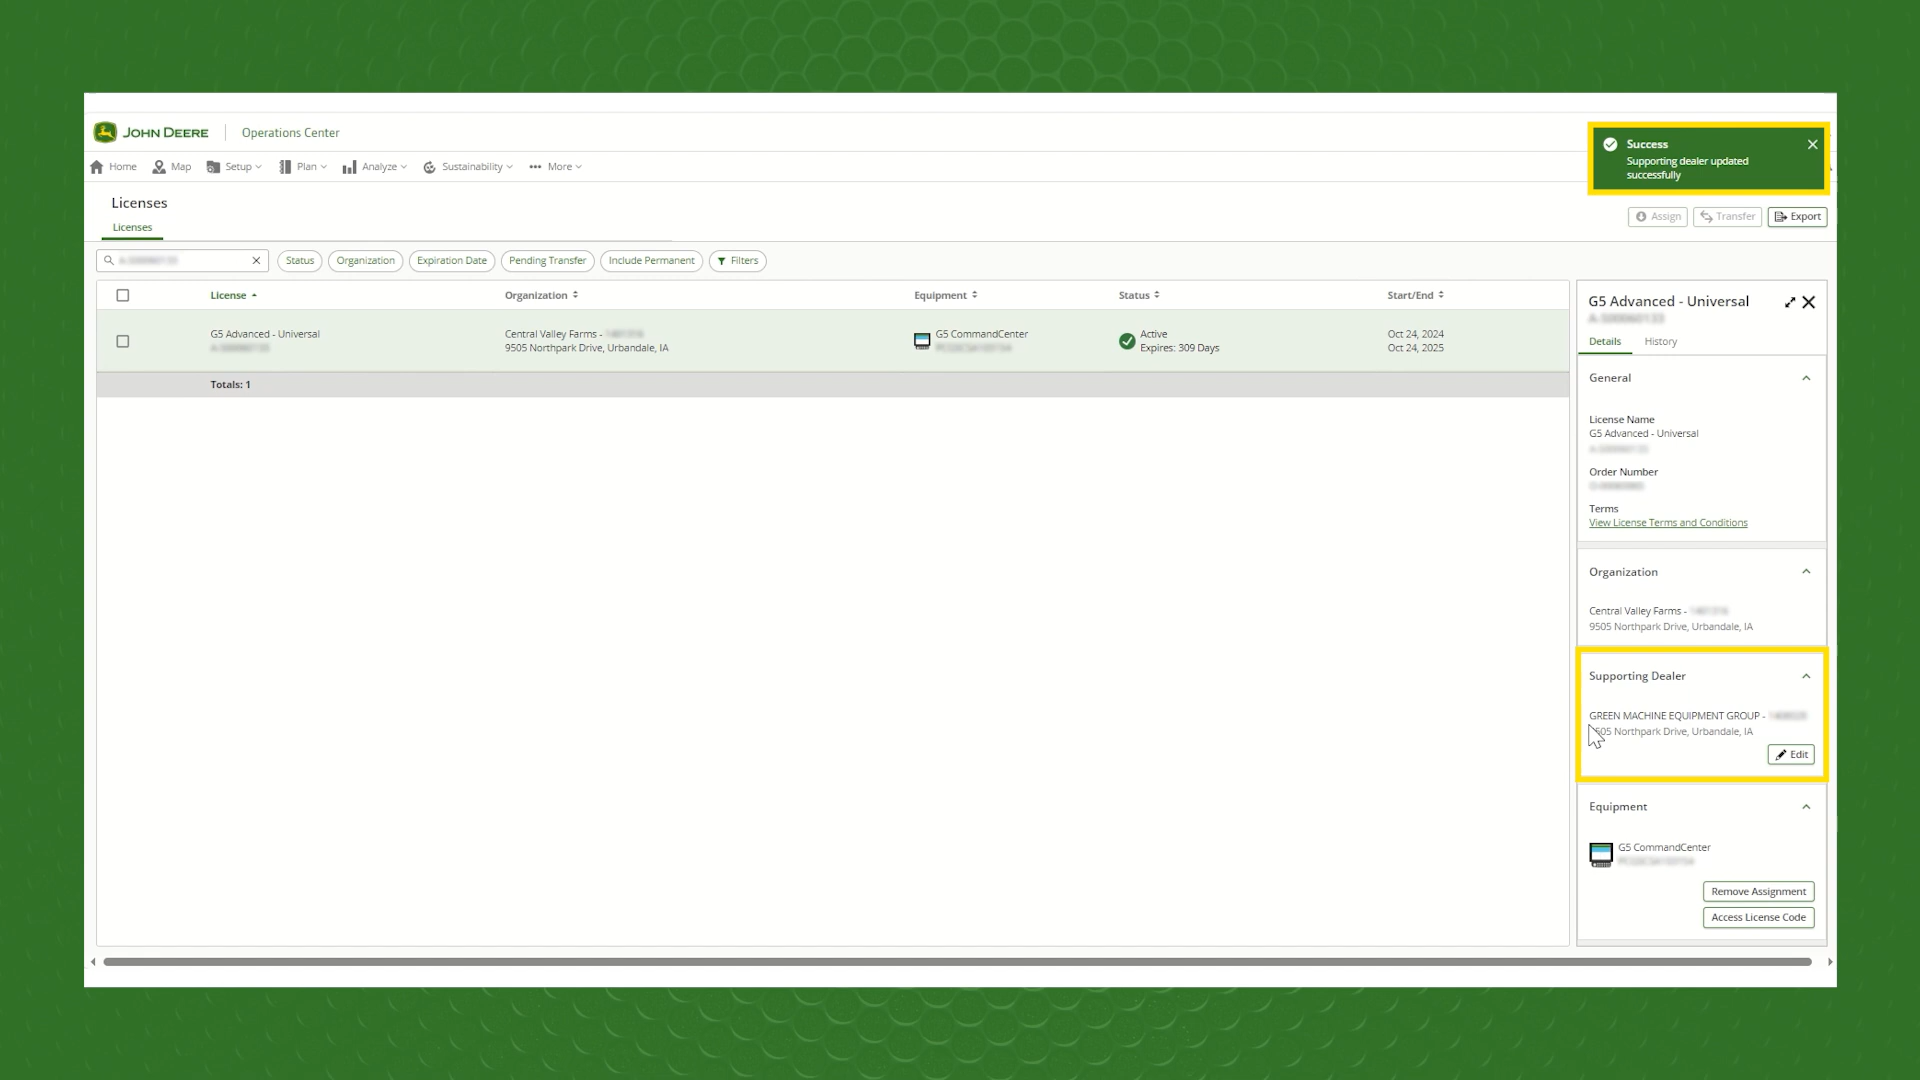 JOHN DEERE
Operations Center
Success
Supporting dealer updated
successfully
Home
Map
Setup
Plan
Analyze
Sustainability
More
Licenses
Licenses
Assign
Transfer
Export
Status
Organization
Expiration Date
Pending Transfer
Include Permanent
Filters
License
Organization
Equipment
Status
Start/End
G5 Advanced - Universal
Central Valley Farms -
9505 Northpark Drive, Urbandale, IA
G5 CommandCenter
Active
Expires: 309 Days
Oct 24, 2024
Oct 24, 2025
Totals: 1
G5 Advanced - Universal
Details
History
General
License Name
G5 Advanced - Universal
Order Number
Terms
View License Terms and Conditions
Organization
Central Valley Farms -
9505 Northpark Drive, Urbandale, IA
Supporting Dealer
GREEN MACHINE EQUIPMENT GROUP -
Northpark Drive, Urbandale, IA
Edit
Equipment
G5 CommandCenter
Remove Assignment
Access License Code